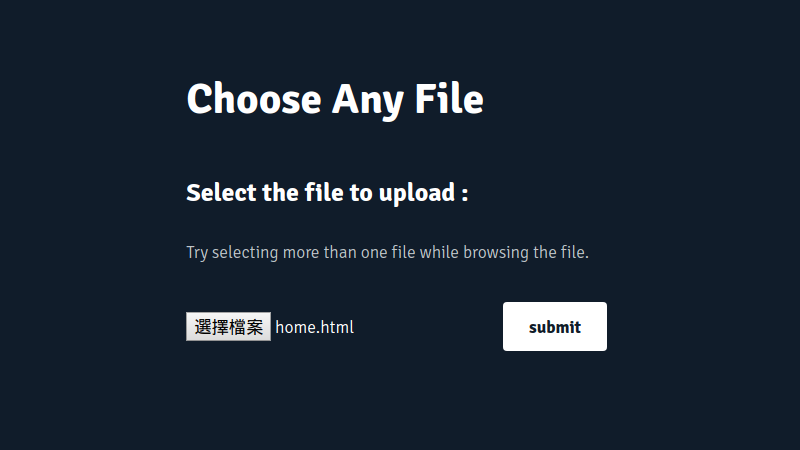 Choose Any File
Select the file to upload :
Try selecting more than one file while browsing the file.
選擇檔案 home.html
submit